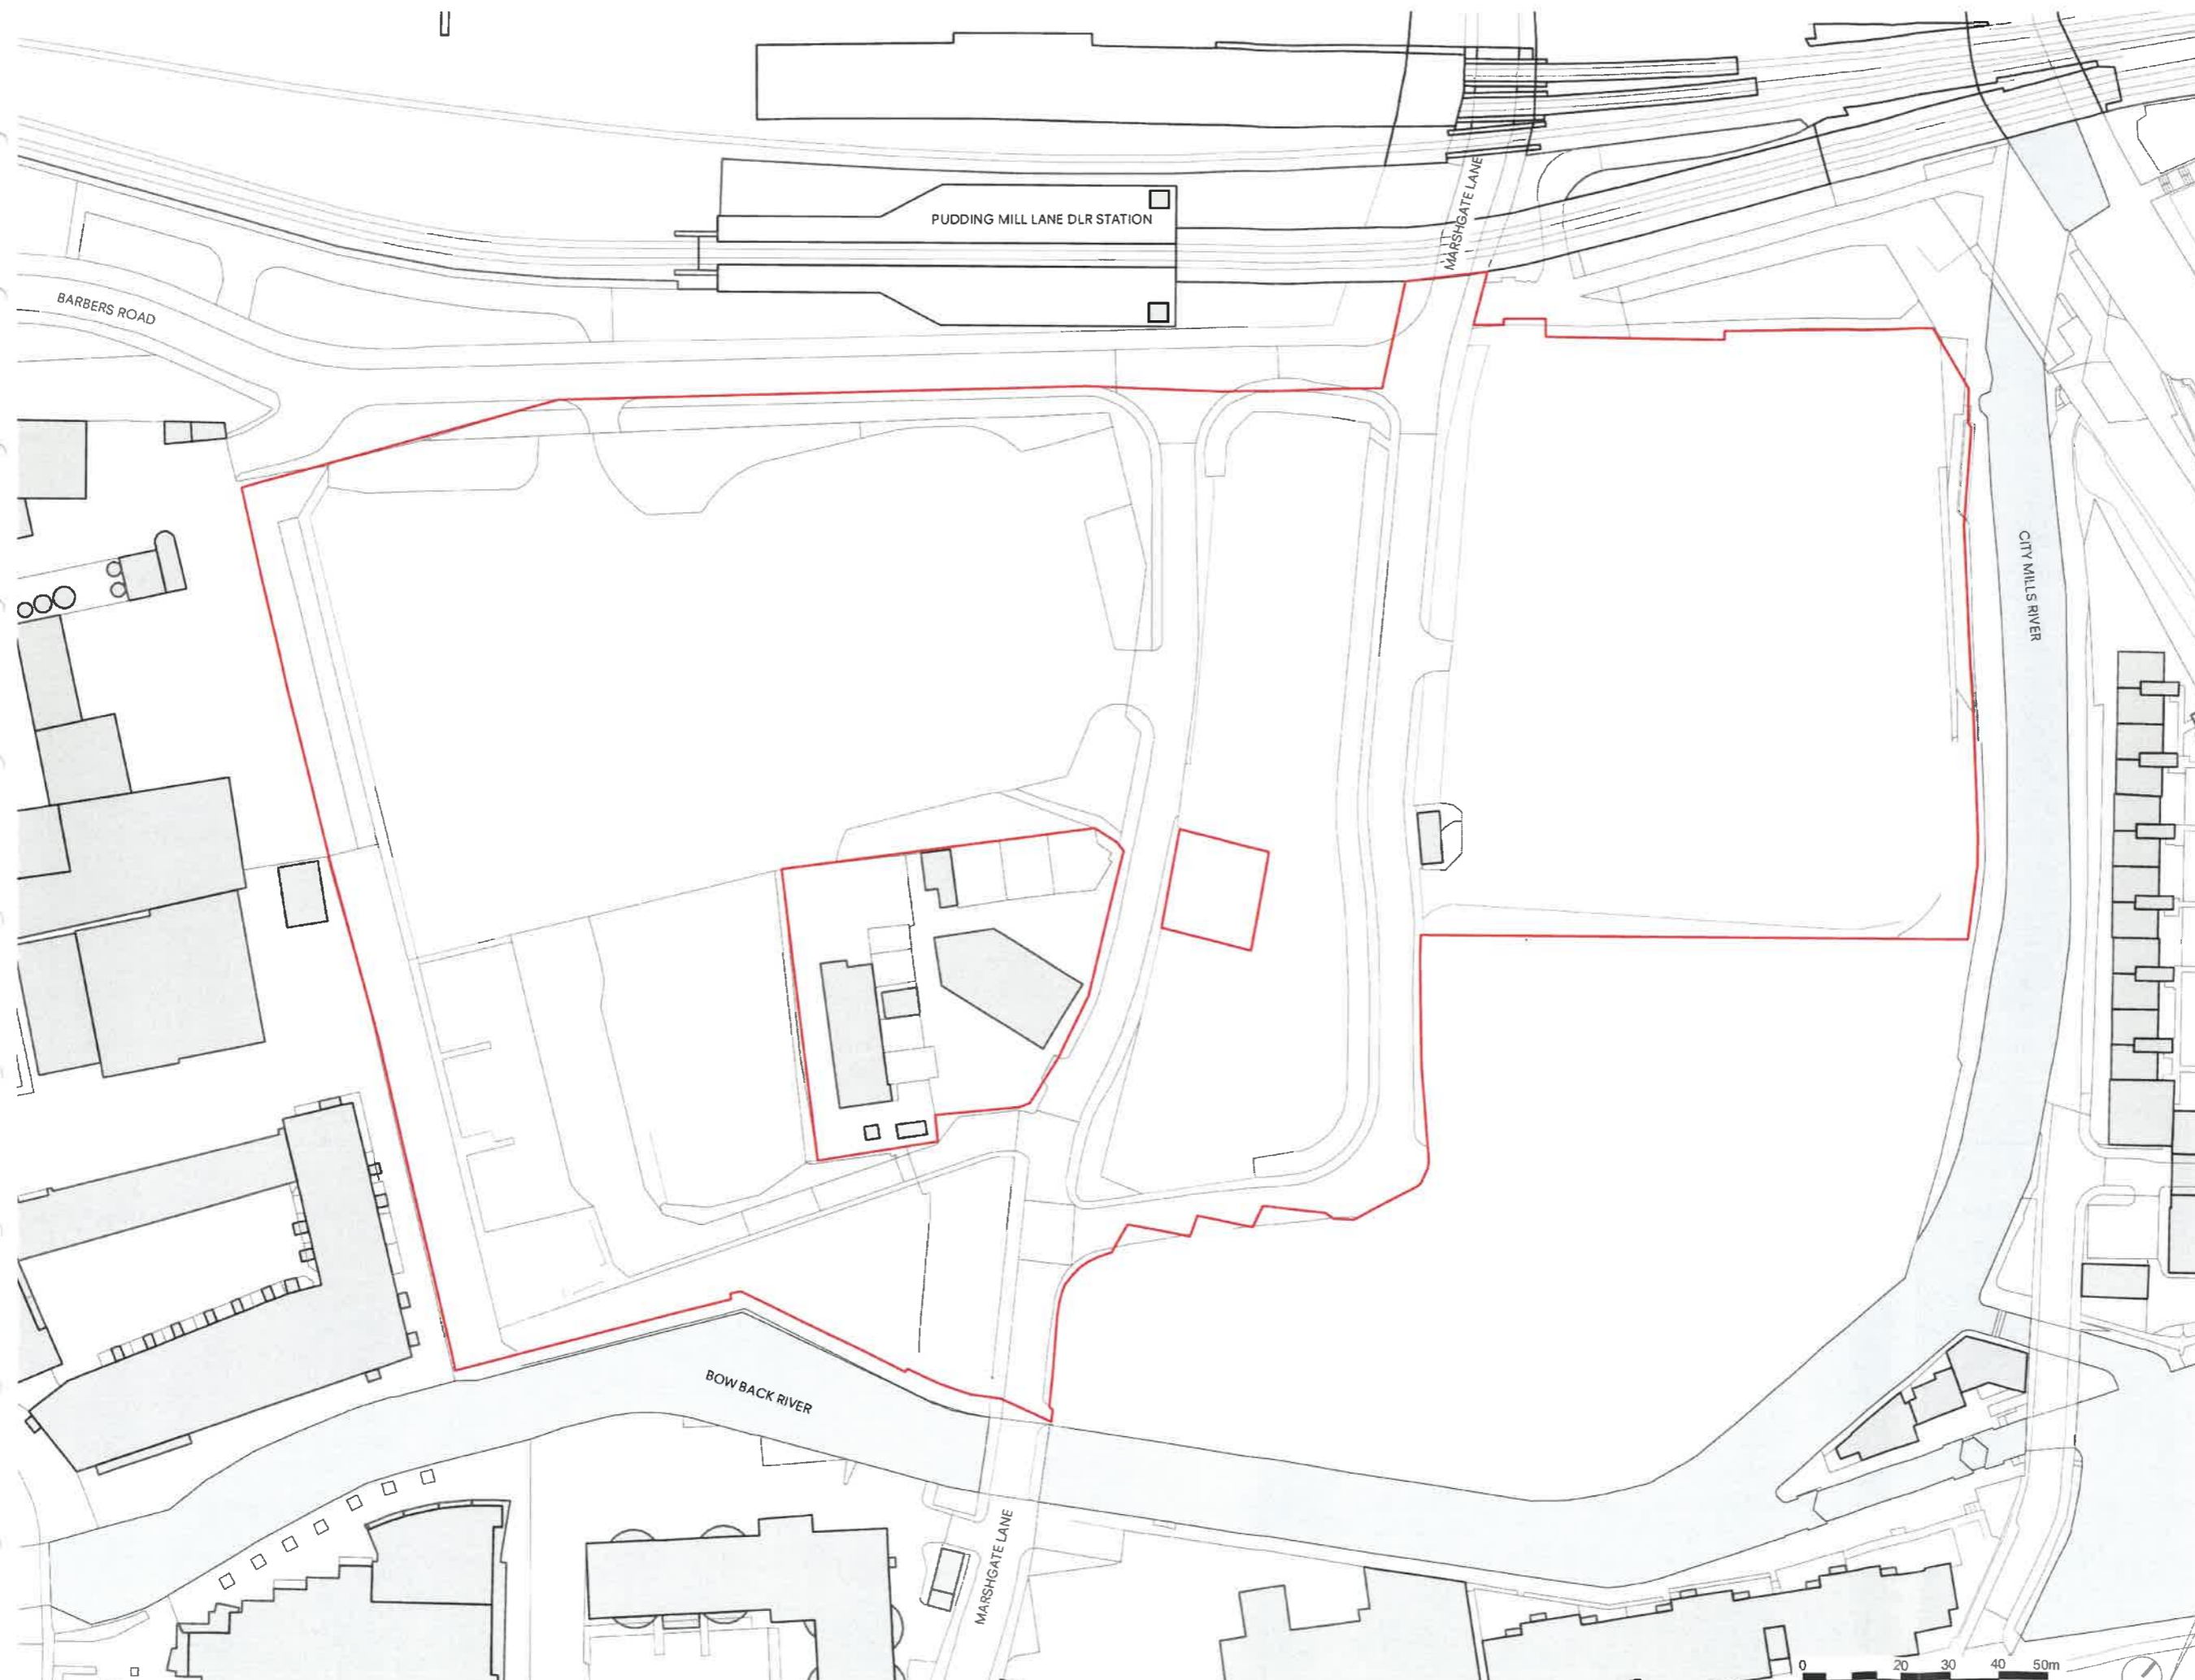 MARSHGATE LANE
PUDDING MILL LANE DLR STATION
BARBERS ROAD
CITY MILLS RIVER
BOW BACK RIVER
MARSHGATE LANE
0 20 30 40 50m